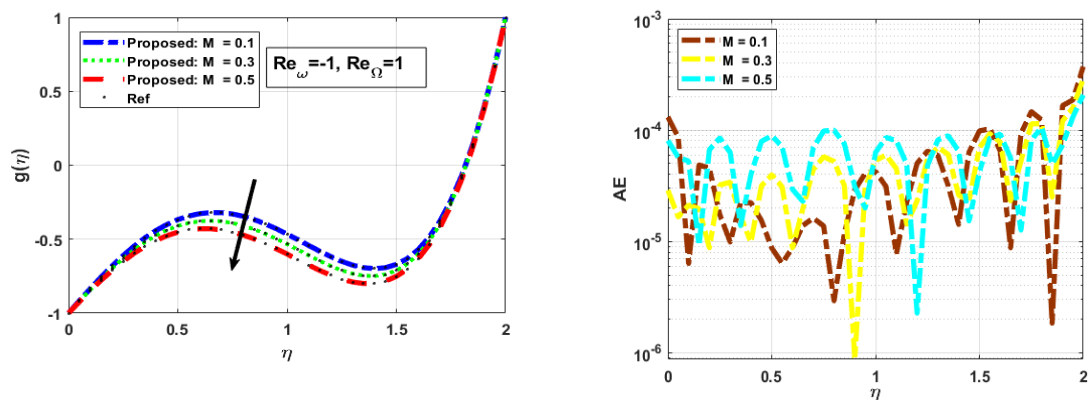 1
0.5
0
-0.5
-1
g(η)
Proposed: M = 0.1
Proposed: M = 0.3
Proposed: M = 0.5
Ref
Re_ω=-1, Re_Ω=1
0 0.5 1 1.5 2
η
10^-3
10^-4
10^-5
10^-6
AE
M = 0.1
M = 0.3
M = 0.5
0 0.5 1 1.5 2
η